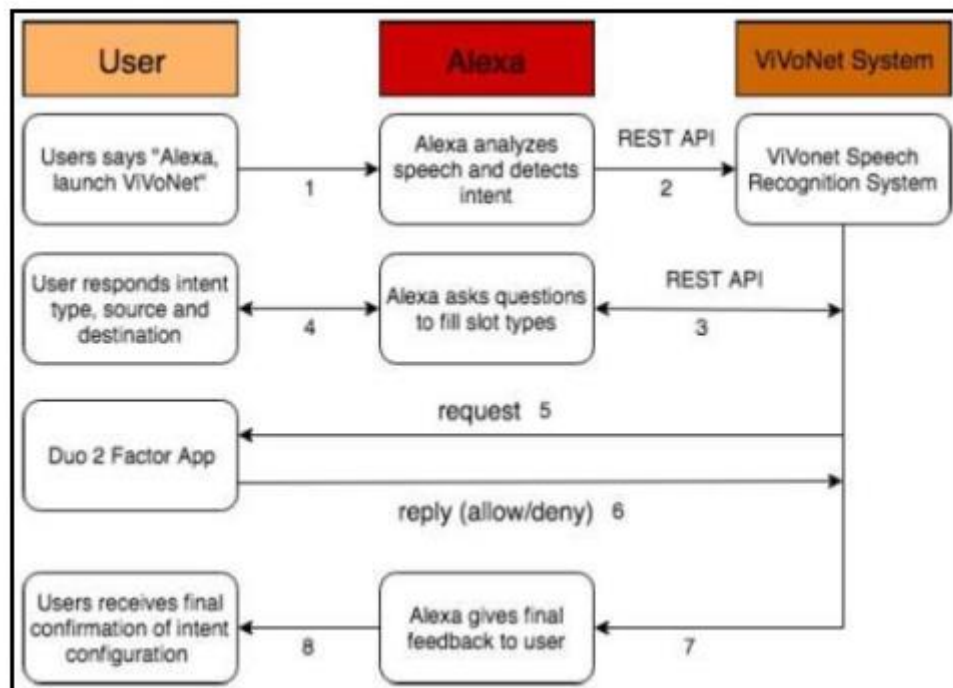 User
Alexa
ViVoNet System
Users says "Alexa,
launch ViVoNet"
1
Alexa analyzes
speech and detects
intent
REST API
2
ViVonet Speech
Recognition System
User responds intent
type, source and
destination
4
Alexa asks questions
to fill slot types
REST API
3
request 5
Duo 2 Factor App
reply (allow/deny) 6
Users receives final
confirmation of intent
configuration
8
Alexa gives final
feedback to user
7